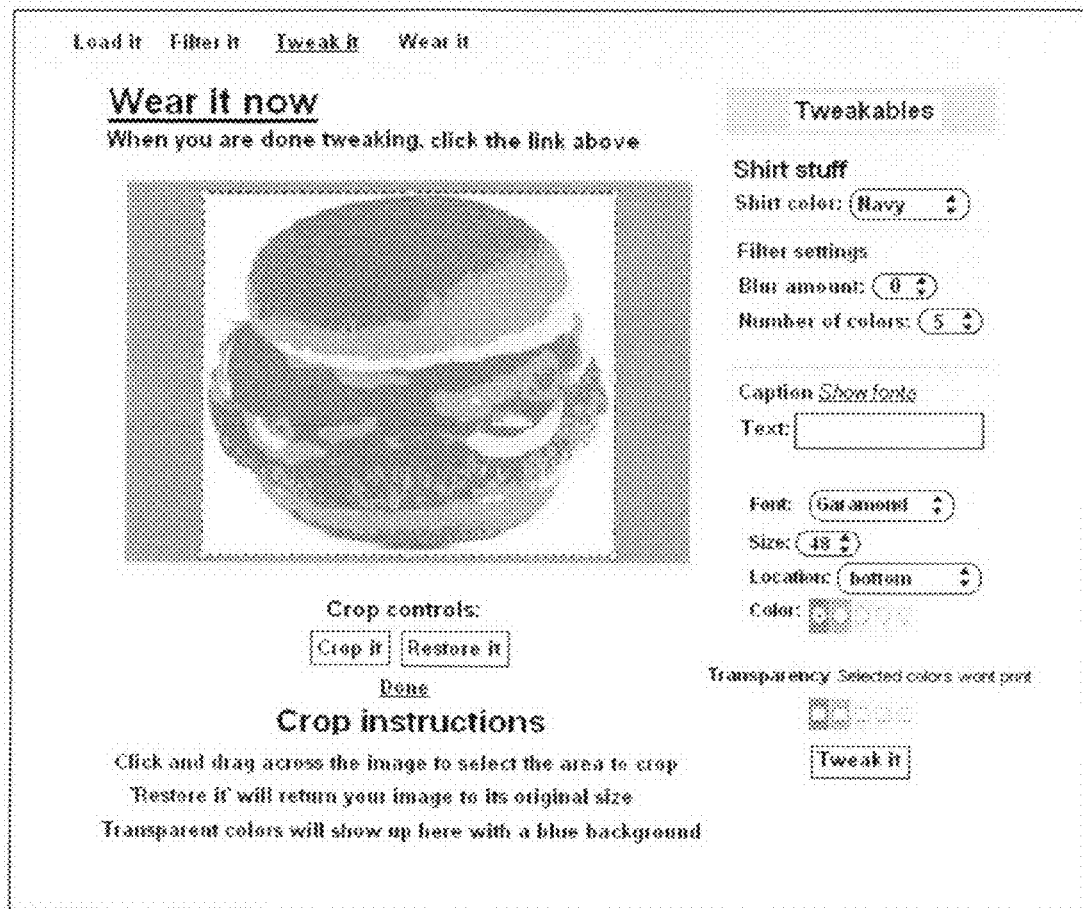 Load it Filter it Tweak it Wear it
Wear it now
When you are done tweaking, click the link above
Crop controls:
Crop it Restore it
Done
Crop instructions
Click and drag across the image to select the area to crop
'Restore it' will return your image to its original size
Transparent colors will show up here with a blue background
Tweakables
Shirt stuff
Shirt color: Navy
Filter settings
Blur amount: 0
Number of colors: 5
Caption Show fonts
Text:
Font: Garamond
Size: 48
Location: bottom
Color:
Transparency Selected colors wont print
Tweak it